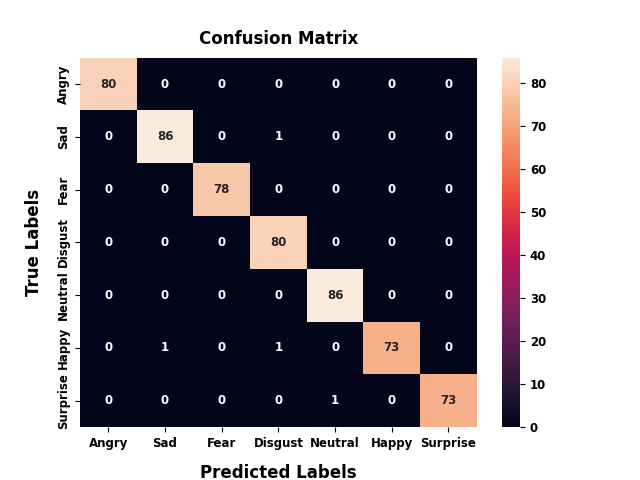 Confusion Matrix
Angry 80 0 0 0 0 0 0
Sad 0 86 0 1 0 0 0
Fear 0 0 78 0 0 0 0
Disgust 0 0 0 80 0 0 0
Neutral 0 0 0 0 86 0 0
Happy 0 1 0 1 0 73 0
Surprise 0 0 0 0 1 0 73
Angry Sad Fear Disgust Neutral Happy Surprise
True Labels
Predicted Labels
80
70
60
50
40
30
20
10
0